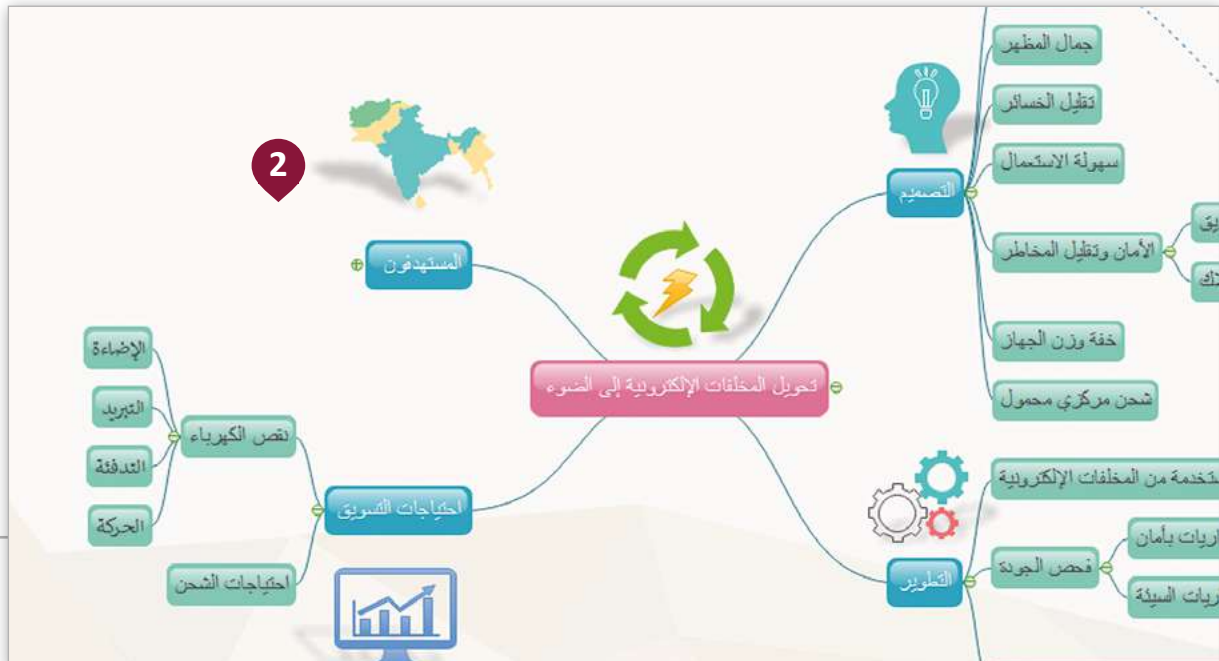 جمال المظهر
تقليل الخسائر
سهولة الاستعمال
التصميم
الأمان وتقليل المخاطر
خفة وزن الجهاز
شحن مركزي محمول
2
المستهدفون
تحويل المخلفات الإلكترونية إلى الضوء
الإضاءة
التبريد
نقص الكهرباء
التدفئة
الحركة
احتياجات التسويق
احتياجات الشحن
من المخلفات الإلكترونية
بأمان
فحص الجودة
السيئة
التطوير